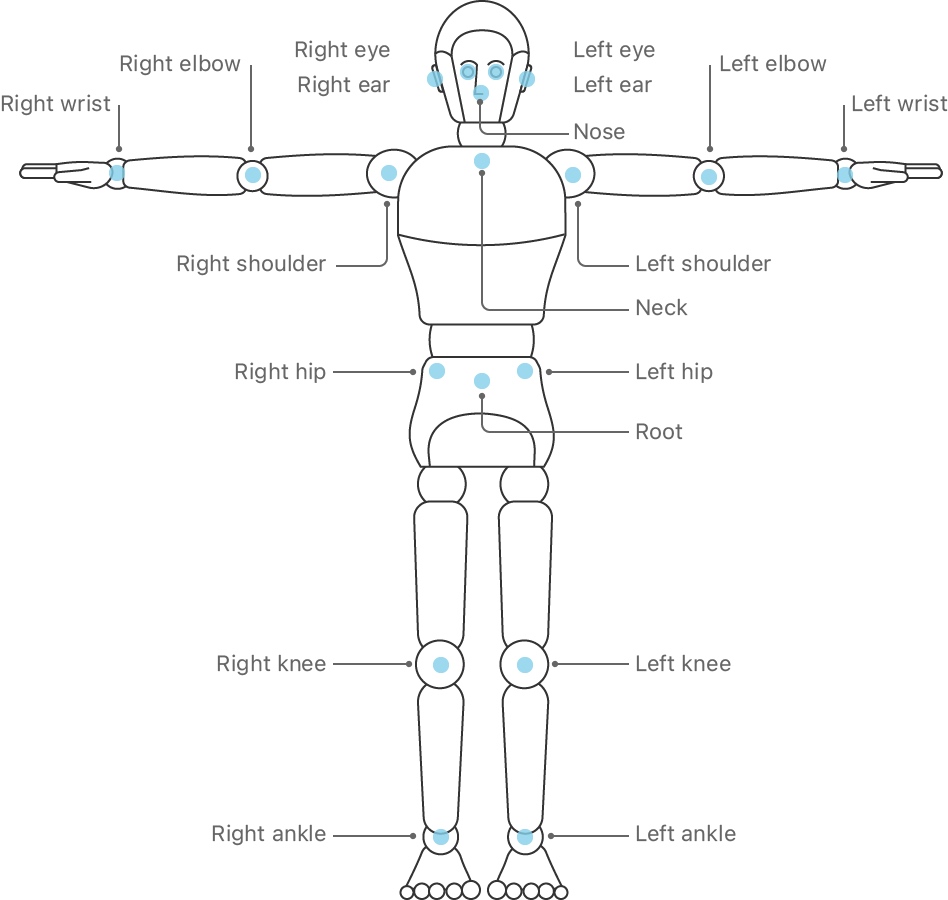 Right eye
Left eye
Right elbow
Left elbow
Right ear
Left ear
Right wrist
Left wrist
Nose
Right shoulder
Left shoulder
Neck
Right hip
Left hip
Root
Right knee
Left knee
Right ankle
Left ankle